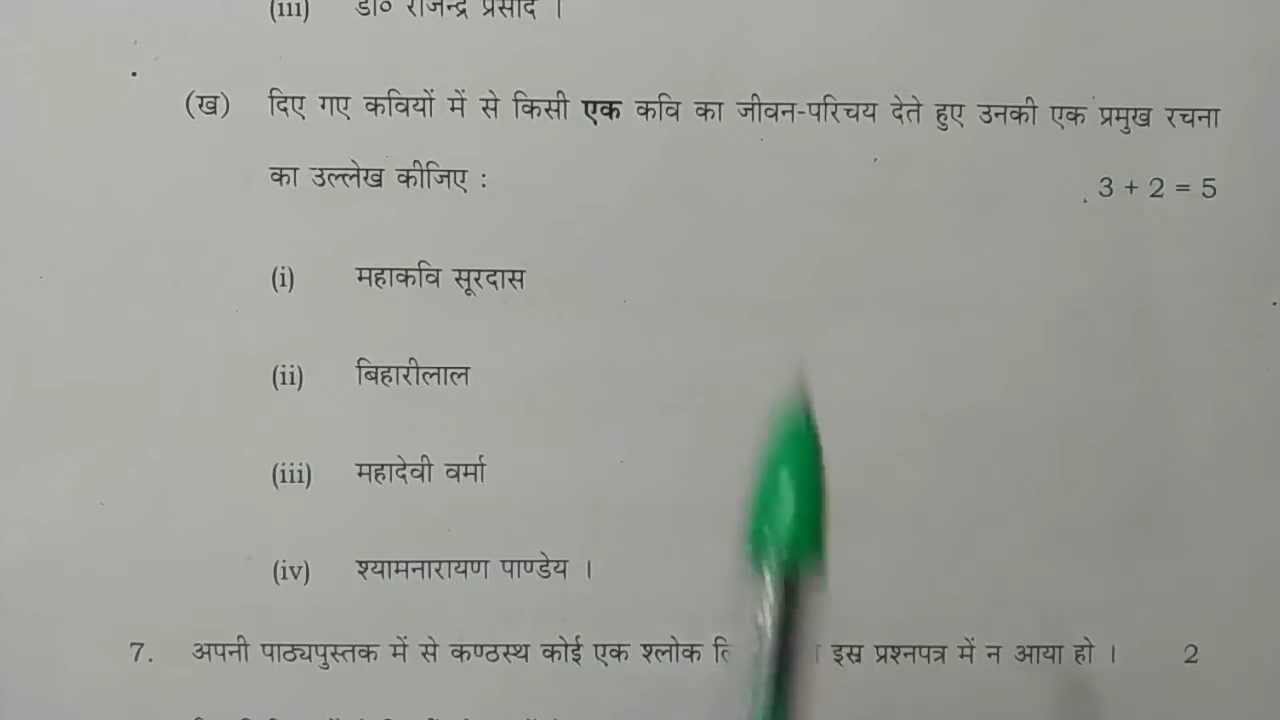 (iii) डा० राजेन्द्र प्रसाद ।
(ख) दिए गए कवियों में से किसी एक कवि का जीवन-परिचय देते हुए उनकी एक प्रमुख रचना
का उल्लेख कीजिए : 3 + 2 = 5
(i) महाकवि सूरदास
(ii) बिहारीलाल
(iii) महादेवी वर्मा
(iv) श्यामनारायण पाण्डेय ।
7. अपनी पाठ्यपुस्तक में से कण्ठस्थ कोई एक श्लोक इस प्रश्नपत्र में न आया हो । 2